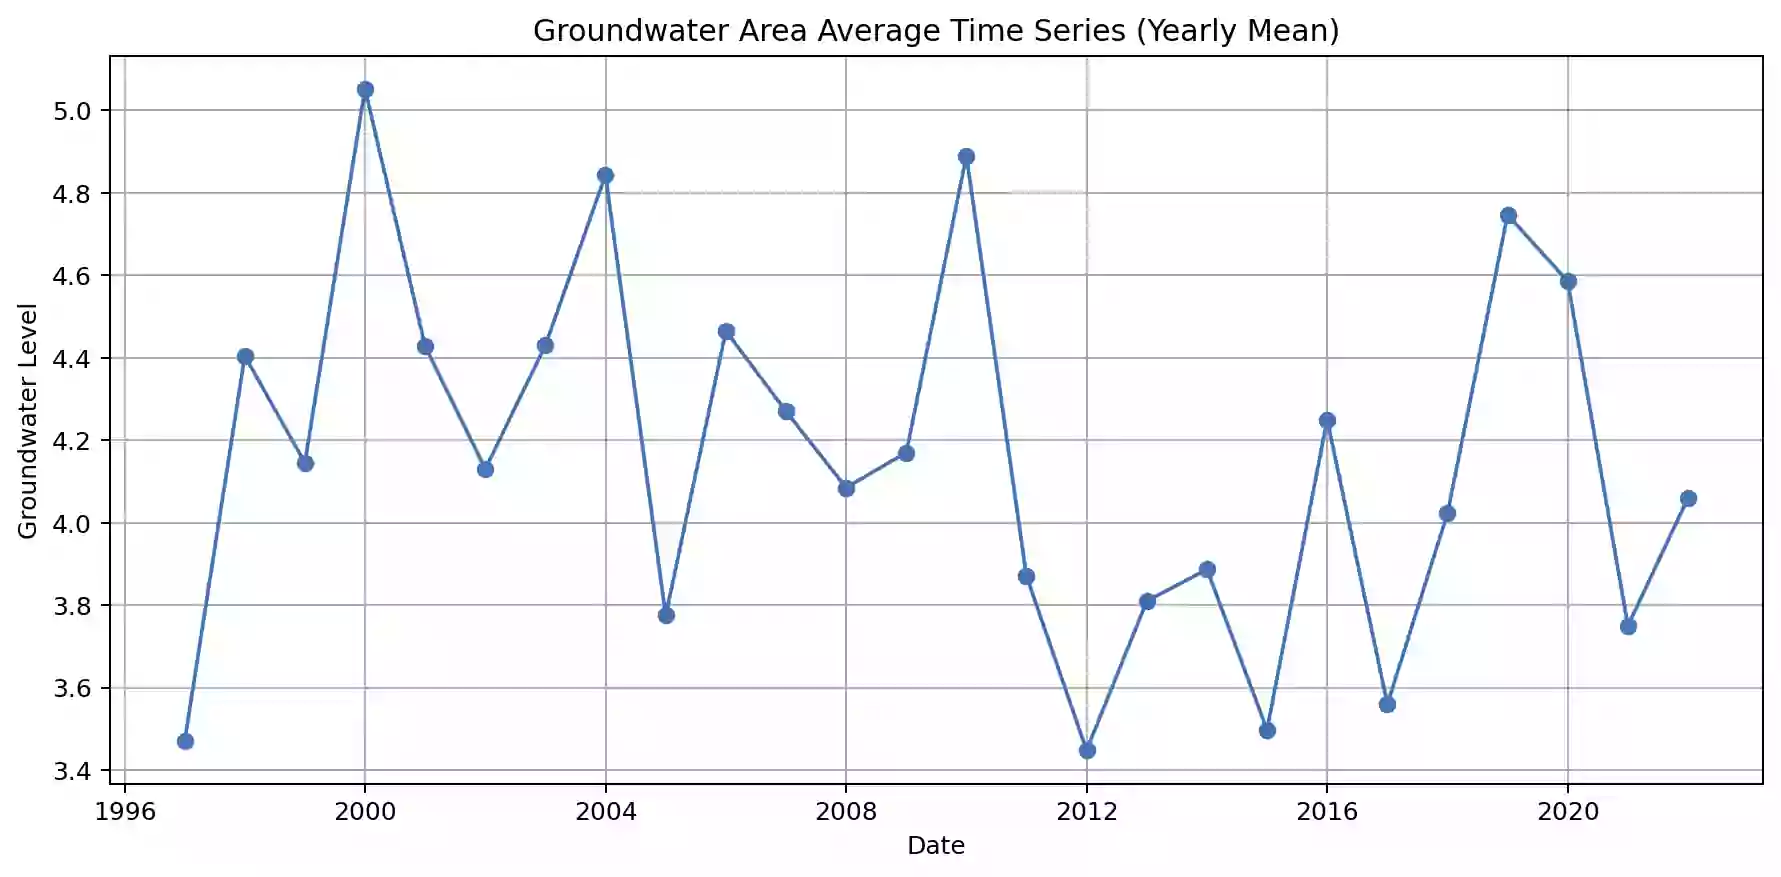 Groundwater Area Average Time Series (Yearly Mean)
Groundwater Level
5.0
4.8
4.6
4.4
4.2
4.0
3.8
3.6
3.4
1996 2000 2004 2008 2012 2016 2020
Date